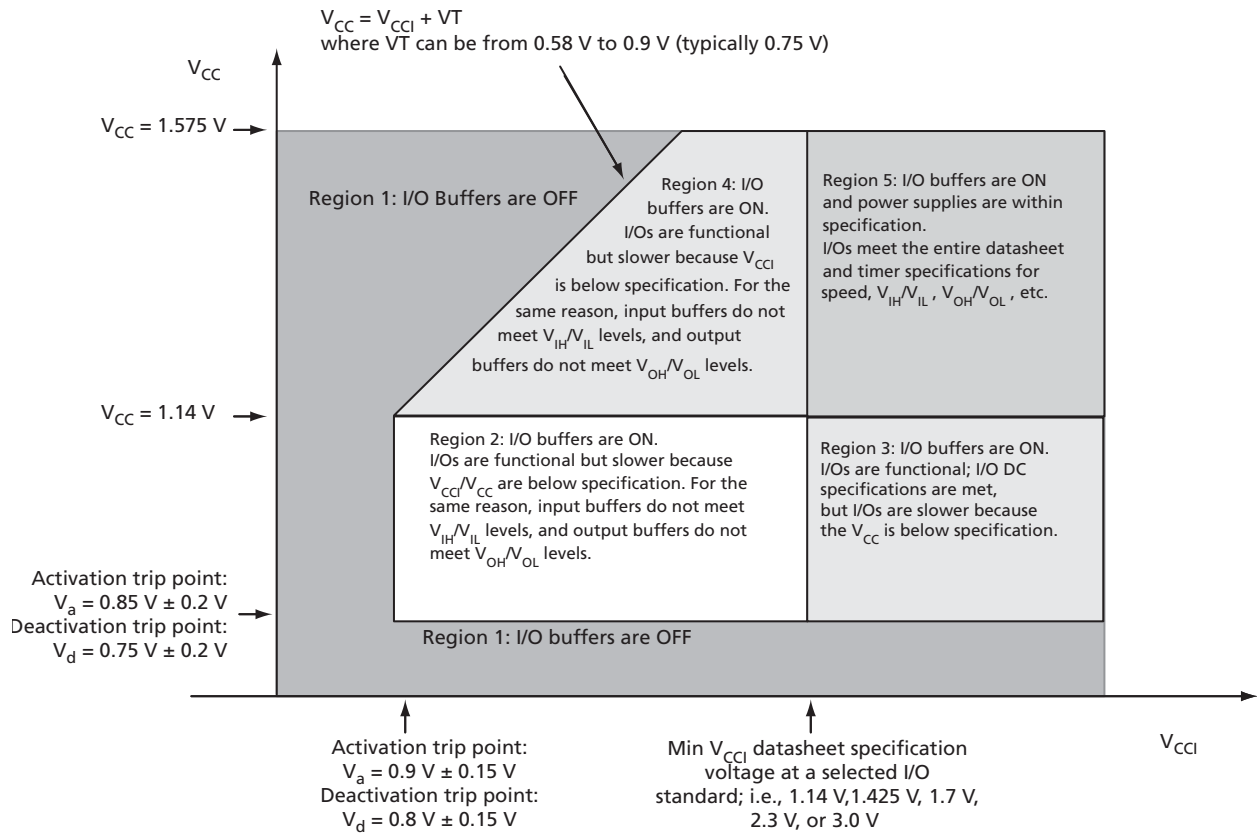 VCC = VCCI + VT
where VT can be from 0.58 V to 0.9 V (typically 0.75 V)
VCC
VCC = 1.575 V
Region 1: I/O Buffers are OFF
Region 4: I/O
buffers are ON.
I/Os are functional
but slower because VCCI
is below specification. For the
same reason, input buffers do not
meet VIH/VIL levels, and output
buffers do not meet VOH/VOL levels.
Region 5: I/O buffers are ON
and power supplies are within
specification.
I/Os meet the entire datasheet
and timer specifications for
speed, VIH/VIL , VOH/VOL , etc.
VCC = 1.14 V
Region 2: I/O buffers are ON.
I/Os are functional but slower because
VCCI/VCC are below specification. For the
same reason, input buffers do not meet
VIH/VIL levels, and output buffers do not
meet VOH/VOL levels.
Region 3: I/O buffers are ON.
I/Os are functional; I/O DC
specifications are met,
but I/Os are slower because
the VCC is below specification.
Activation trip point:
Va = 0.85 V ± 0.2 V
Deactivation trip point:
Vd = 0.75 V ± 0.2 V
Region 1: I/O buffers are OFF
Activation trip point:
Va = 0.9 V ± 0.15 V
Deactivation trip point:
Vd = 0.8 V ± 0.15 V
Min VCCI datasheet specification
voltage at a selected I/O
standard; i.e., 1.14 V,1.425 V, 1.7 V,
2.3 V, or 3.0 V
VCCI